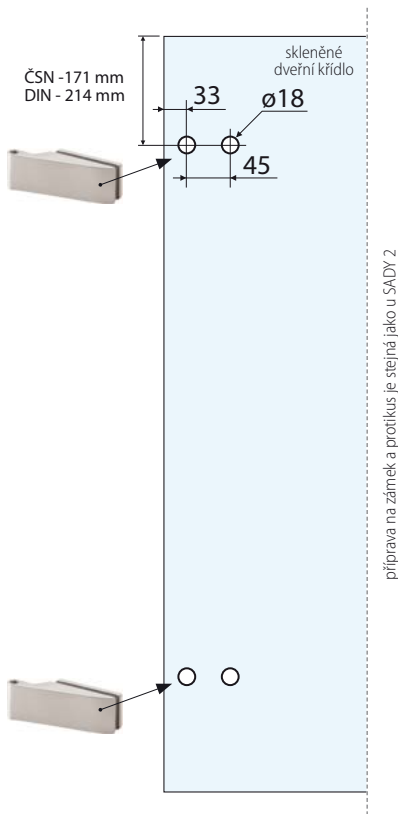 skleněné
dveřní křídlo
ČSN -171 mm
DIN - 214 mm
33
ø18
45
příprava na zámek a protikus je stejná jako u SADY 2